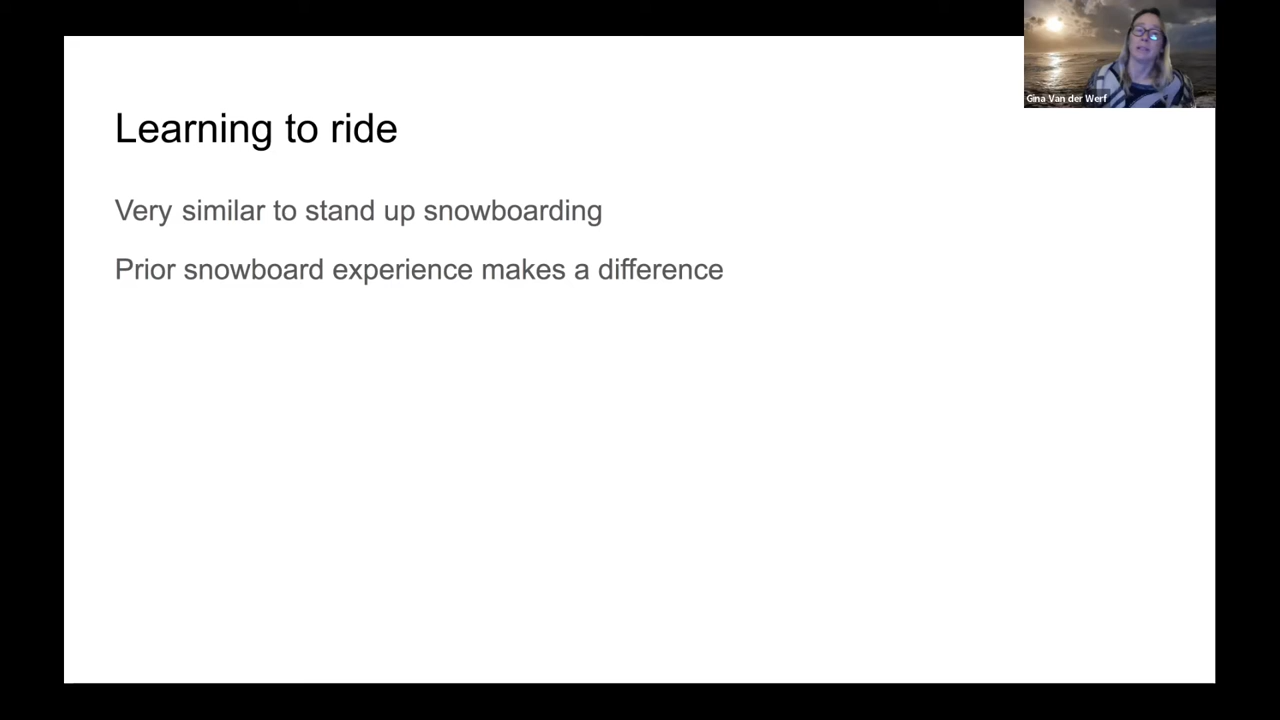 Gina Van der Werf
Learning to ride
Very similar to stand up snowboarding
Prior snowboard experience makes a difference